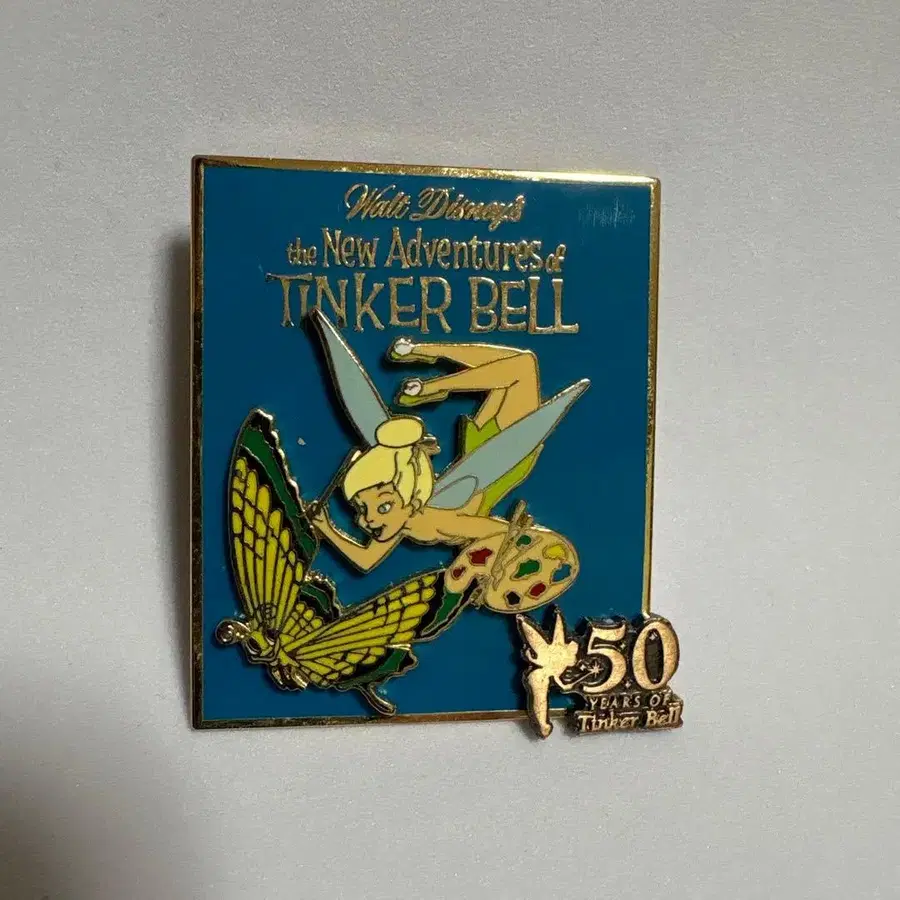 Walt Disney's
the New Adventures of
TINKER BELL
50
YEARS OF
Tinker Bell